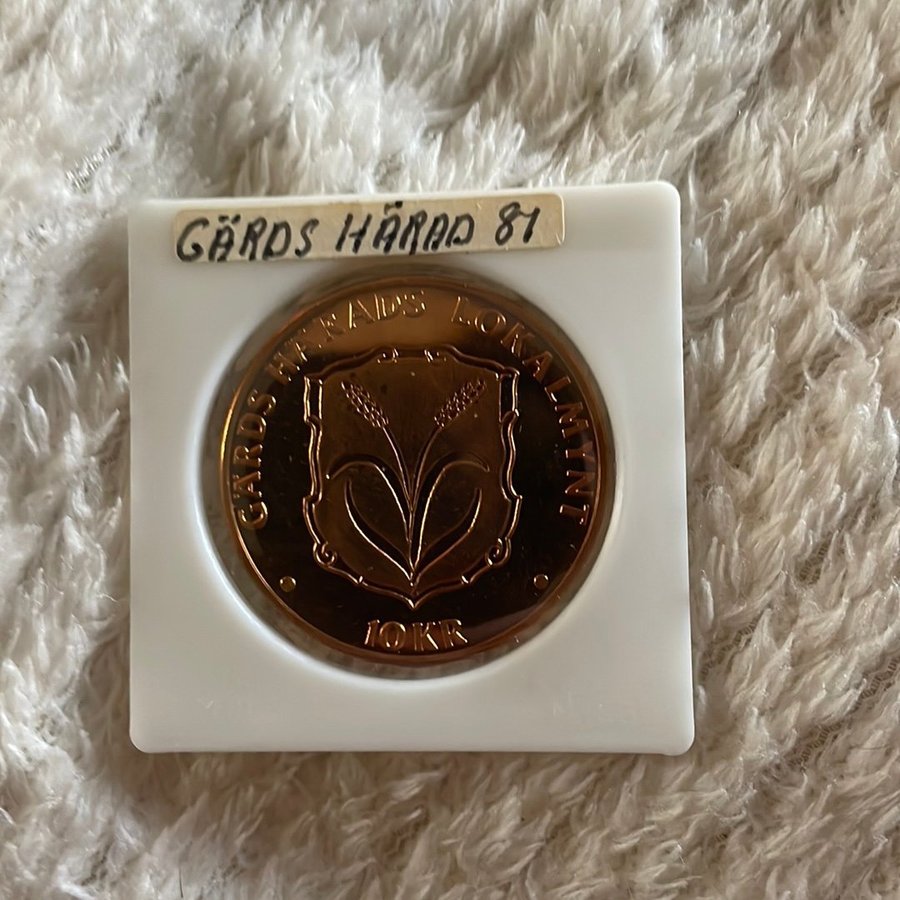 GÄRDS HÄRAD 81
GÄRDS HÄRADS LOKALMYNT
10KR